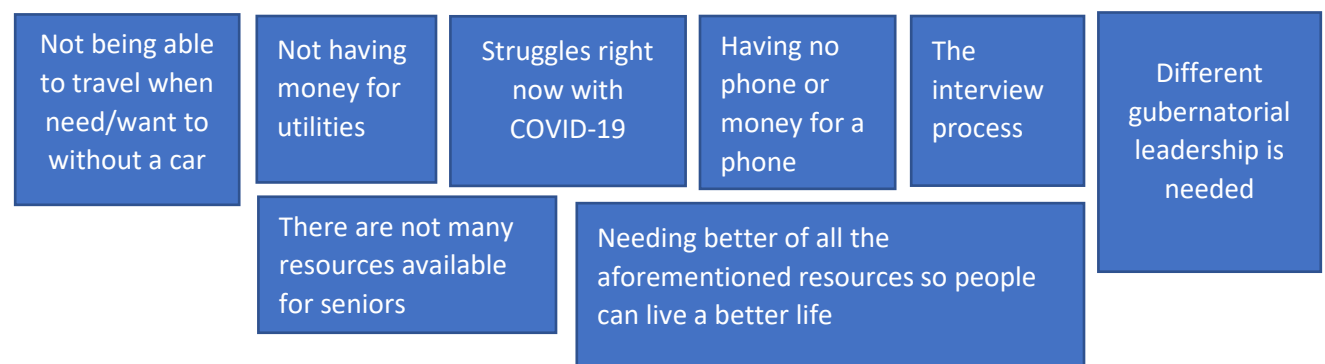 Not being able
to travel when
need/want to
without a car
Not having
money for
utilities
Struggles right
now with
COVID-19
Having no
phone or
money for a
phone
The
interview
process
Different
gubernatorial
leadership is
needed
There are not many
resources available
for seniors
Needing better of all the
aforementioned resources so people
can live a better life